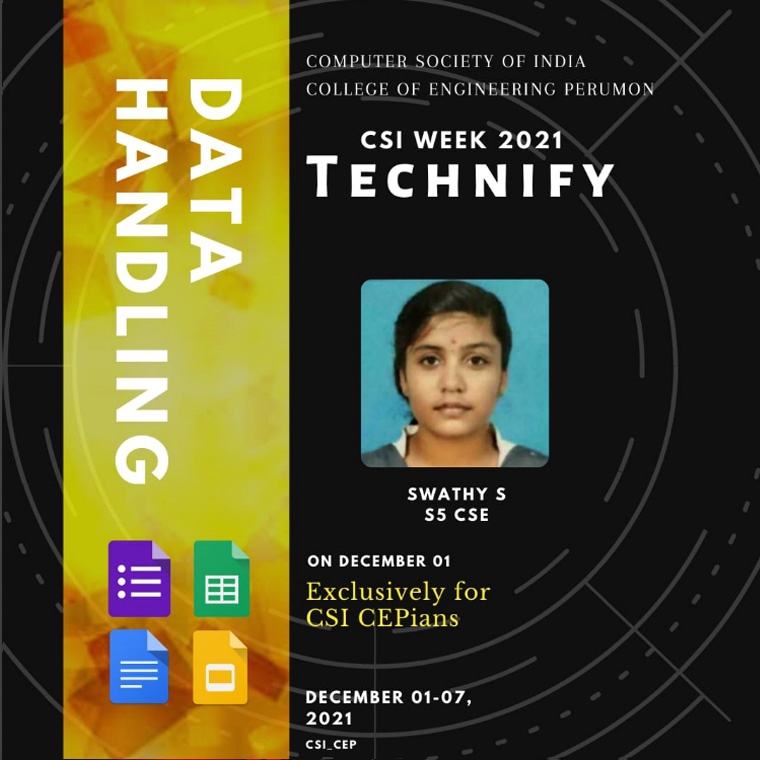 DATA
HANDLING
COMPUTER SOCIETY OF INDIA
COLLEGE OF ENGINEERING PERUMON
CSI WEEK 2021
TECHNIFY
SWATHY S
S5 CSE
ON DECEMBER 01
Exclusively for
CSI CEPians
DECEMBER 01-07,
2021
CSI_CEP